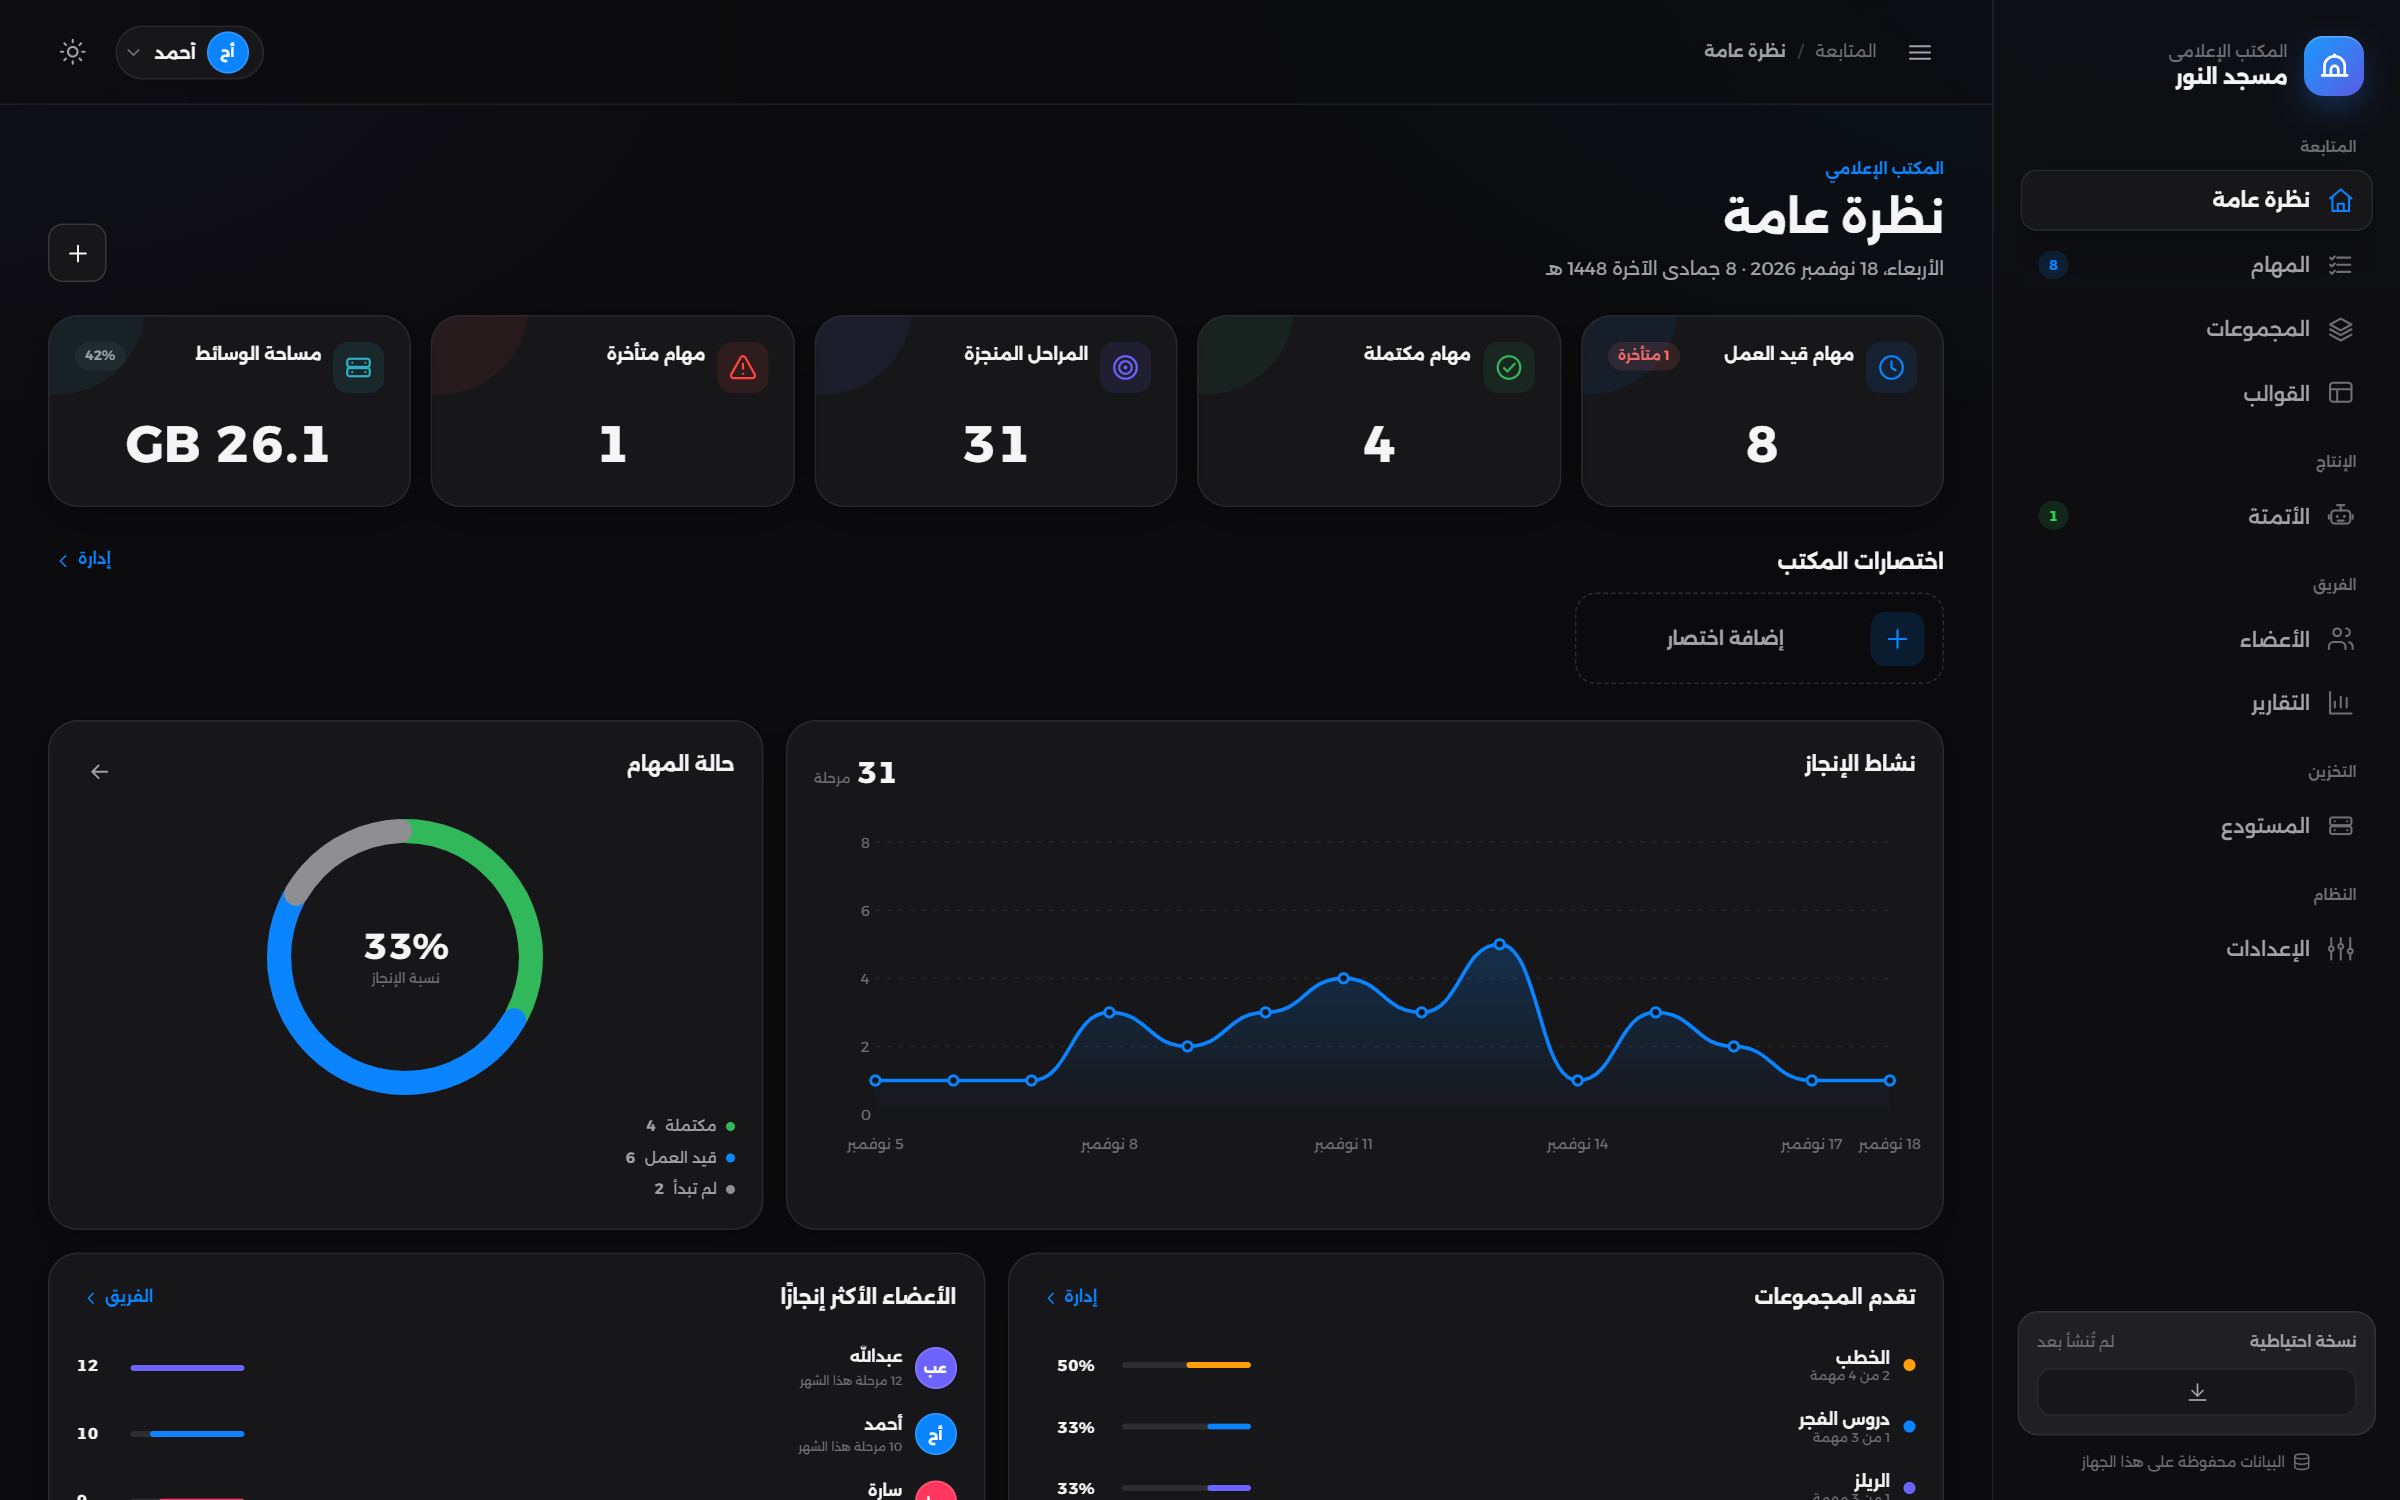 المكتب الإعلامي
مسجد النور
المتابعة
نظرة عامة
المهام 8
المجموعات
القوالب
الإنتاج
الأتمتة 1
الفريق
الأعضاء
التقارير
التخزين
المستودع
النظام
الإعدادات
نسخة احتياطية لم تُنشأ بعد
البيانات محفوظة على هذا الجهاز
المتابعة / نظرة عامة
أح أحمد
المكتب الإعلامي
نظرة عامة
الأربعاء، 18 نوفمبر 2026 · 8 جمادى الآخرة 1448 هـ
مهام قيد العمل 1 متأخرة
8
مهام مكتملة
4
المراحل المنجزة
31
مهام متأخرة
1
مساحة الوسائط 42%
26.1 GB
اختصارات المكتب
إدارة
إضافة اختصار
نشاط الإنجاز
31 مرحلة
8
6
4
2
0
5 نوفمبر
8 نوفمبر
11 نوفمبر
14 نوفمبر
17 نوفمبر
18 نوفمبر
حالة المهام
33%
نسبة الإنجاز
مكتملة 4
قيد العمل 6
لم تبدأ 2
تقدم المجموعات
إدارة
الخطب
2 من 4 مهمة
50%
دروس الفجر
1 من 3 مهمة
33%
الريلز
1 من 3 مهمة
33%
الأعضاء الأكثر إنجازًا
الفريق
عب عبدالله
12 مرحلة هذا الشهر
12
أح أحمد
10 مرحلة هذا الشهر
10
سارة